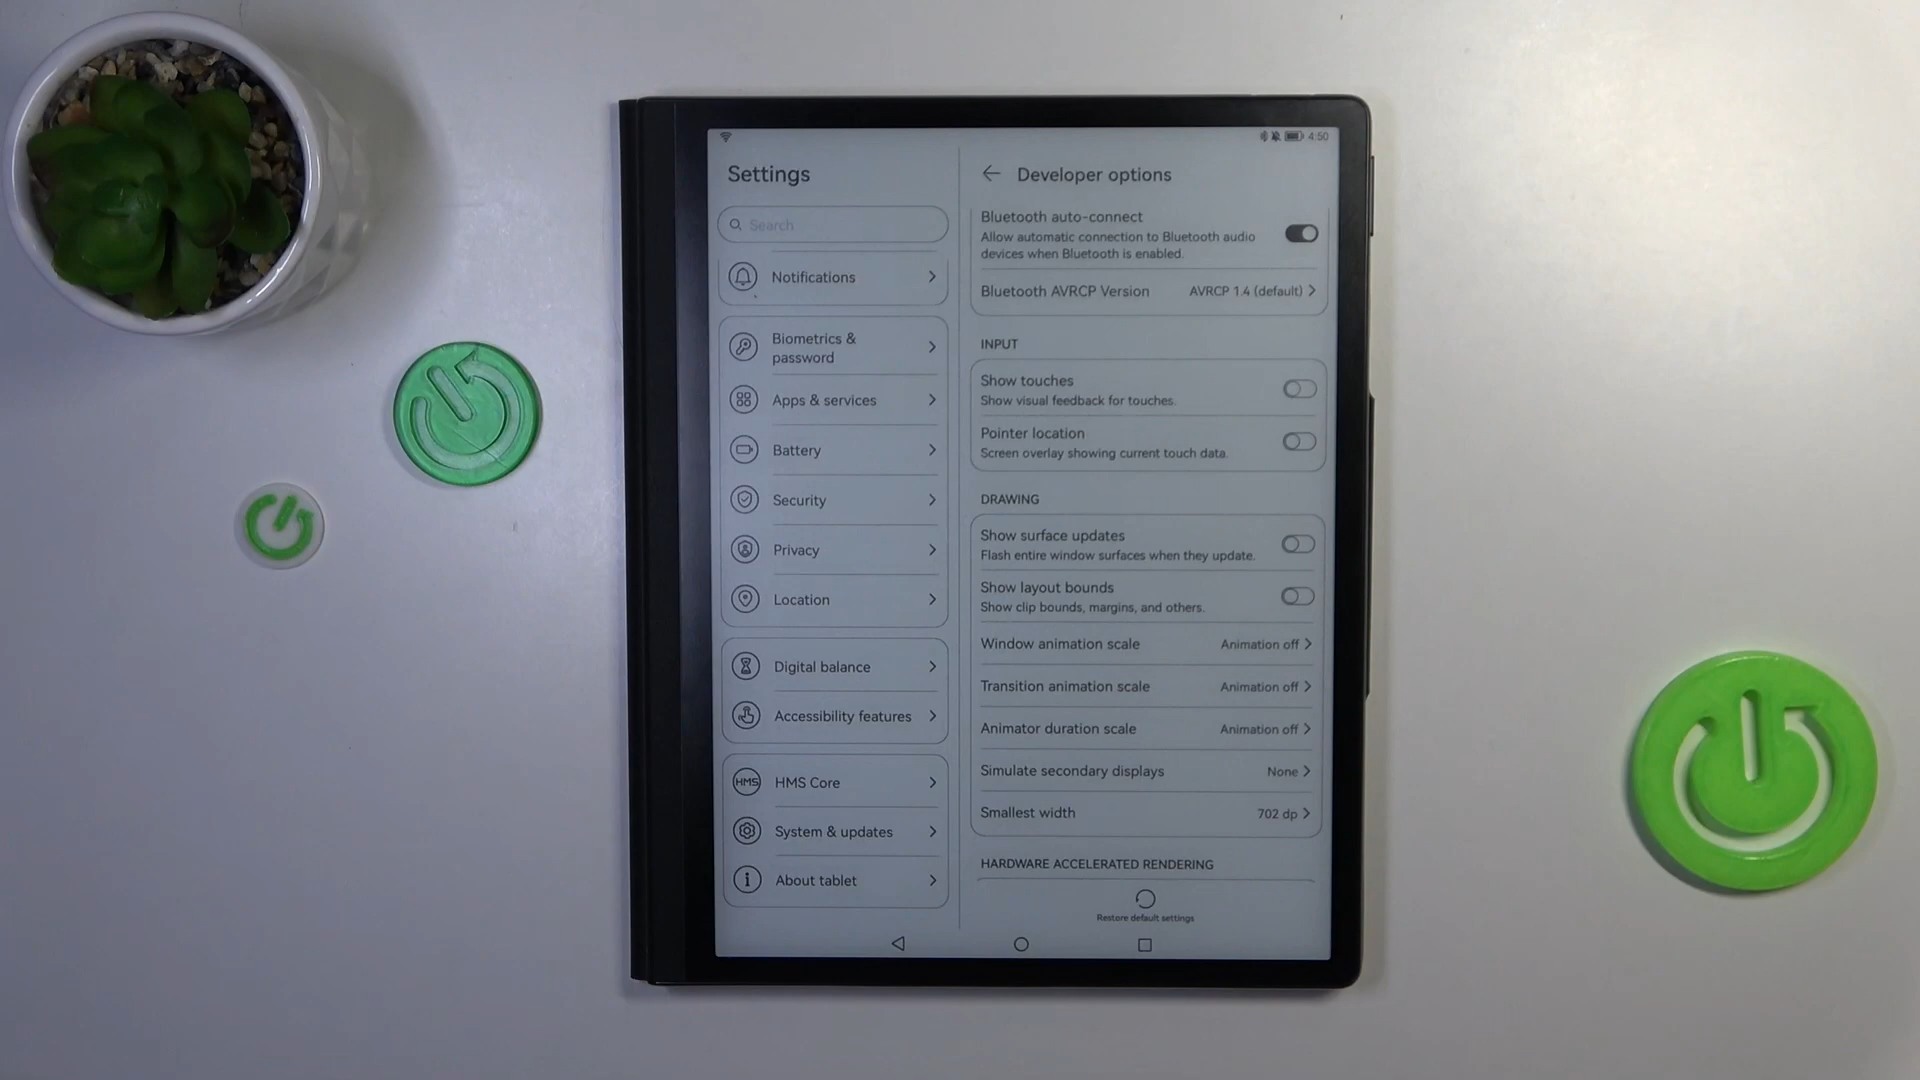 4:50
Settings
Search
Notifications
Biometrics &
password
Apps & services
Battery
Security
Privacy
Location
Digital balance
Accessibility features
HMS
HMS Core
System & updates
About tablet
Developer options
Bluetooth auto-connect
Allow automatic connection to Bluetooth audio
devices when Bluetooth is enabled.
Bluetooth AVRCP Version AVRCP 1.4 (default)
INPUT
Show touches
Show visual feedback for touches.
Pointer location
Screen overlay showing current touch data.
DRAWING
Show surface updates
Flash entire window surfaces when they update.
Show layout bounds
Show clip bounds, margins, and others.
Window animation scale Animation off
Transition animation scale Animation off
Animator duration scale Animation off
Simulate secondary displays None
Smallest width 702 dp
HARDWARE ACCELERATED RENDERING
Restore default settings